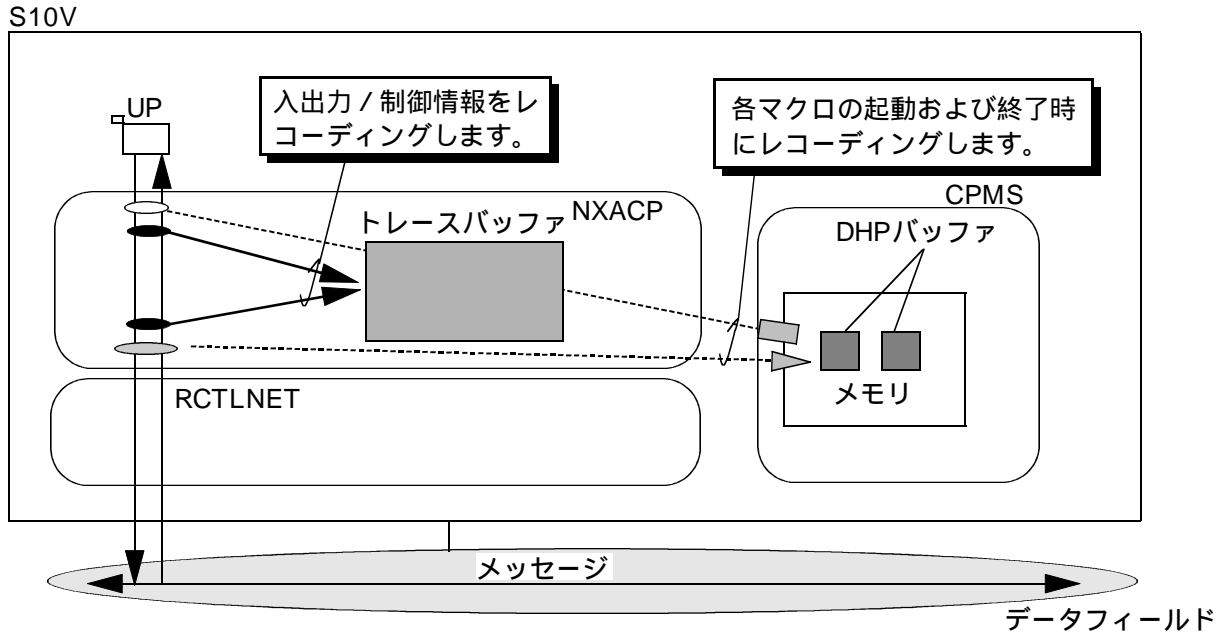 S10V
UP
入出力 / 制御情報をレ
コーディングします。
各マクロの起動および終了時
にレコーディングします。
NXACP
トレースバッファ
CPMS
DHPバッファ
メモリ
RCTLNET
メッセージ
データフィールド